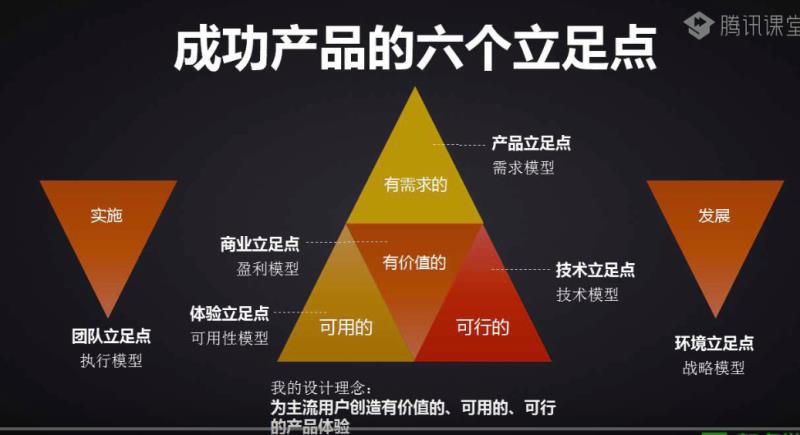 腾讯课堂
成功产品的六个立足点
产品立足点
需求模型
有需求的
实施
发展
商业立足点
盈利模型
有价值的
技术立足点
技术模型
体验立足点
可用性模型
可用的
可行的
团队立足点
执行模型
环境立足点
战略模型
我的设计理念：
为主流用户创造有价值的、可用的、可行
的产品体验